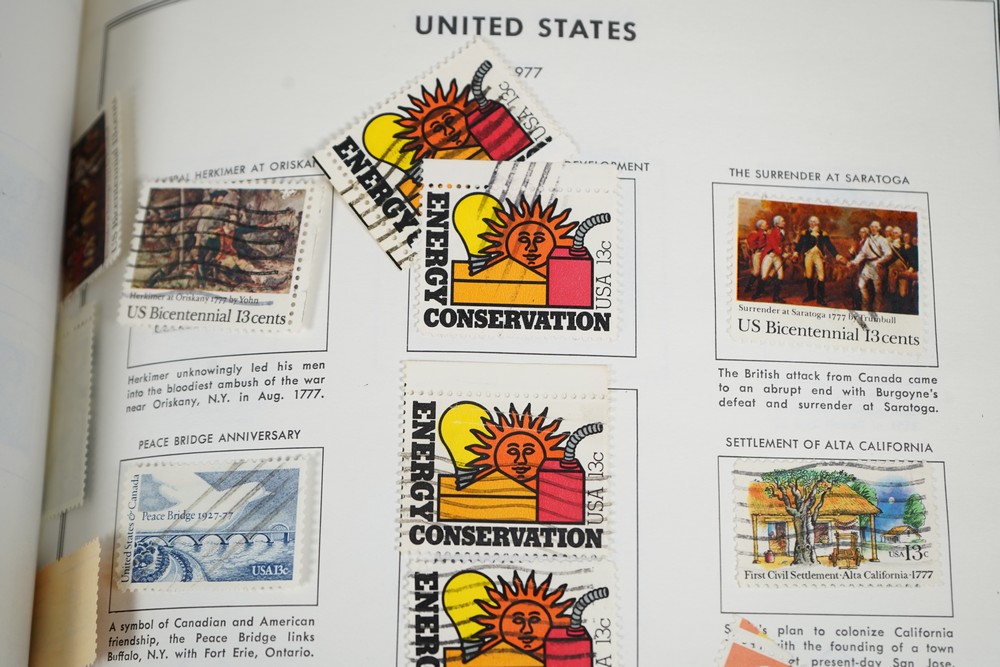 UNITED STATES
977
HERKIMER AT ORISKAN
DEVELOPMENT
THE SURRENDER AT SARATOGA
ENERGY
USA 13c
ENERGY
CONSERVATION
USA 13c
Herkimer at Oriskany 1777 by Yohn
US Bicentennial 13 cents
Surrender at Saratoga 1777 by Trumbull
US Bicentennial 13 cents
Herkimer unknowingly led his men
into the bloodiest ambush of the war
near Oriskany, N.Y. in Aug. 1777.
The British attack from Canada came
to an abrupt end with Burgoyne's
defeat and surrender at Saratoga.
PEACE BRIDGE ANNIVERSARY
ENERGY
CONSERVATION
USA 13c
SETTLEMENT OF ALTA CALIFORNIA
United States & Canada
Peace Bridge 1927-77
USA 13c
USA 13c
First Civil Settlement · Alta California · 1777
ENER
13c
A symbol of Canadian and American
friendship, the Peace Bridge links
Buffalo, N.Y. with Fort Erie, Ontario.
plan to colonize California
with the founding of a town
present-day San Jose.